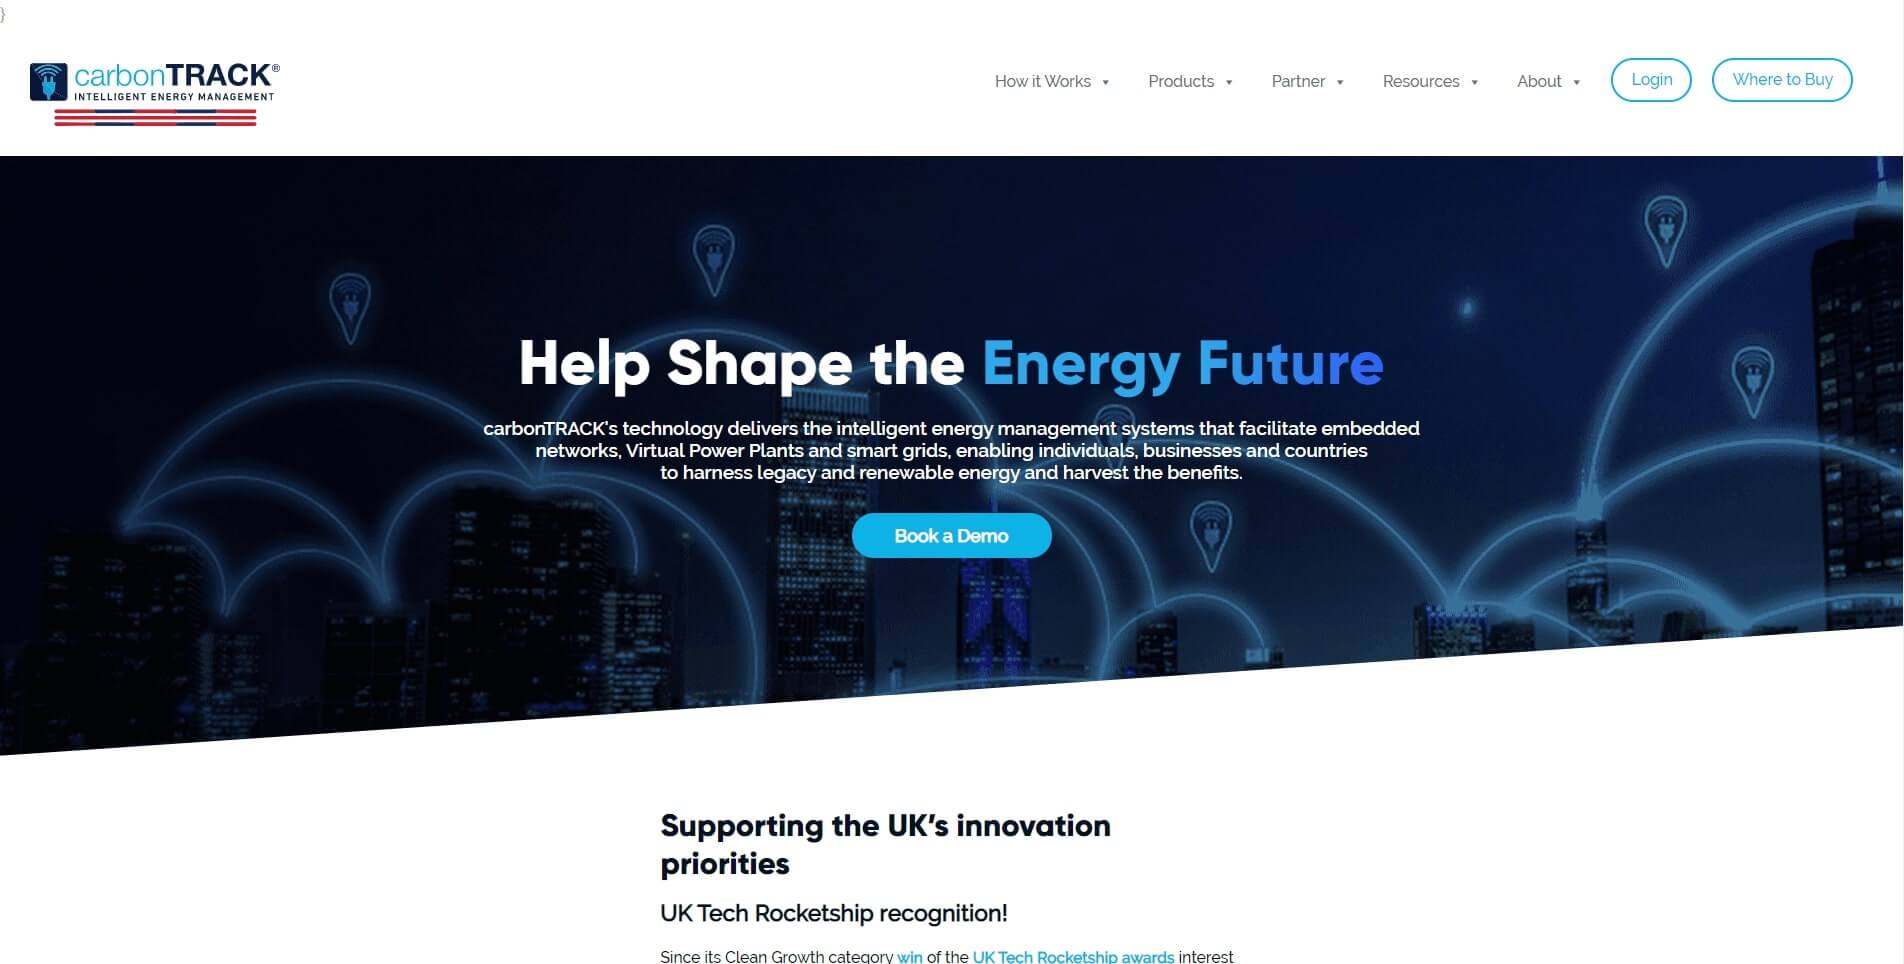 }
carbonTRACK®
INTELLIGENT ENERGY MANAGEMENT
How it Works
Products
Partner
Resources
About
Login
Where to Buy
Help Shape the Energy Future
carbonTRACK's technology delivers the intelligent energy management systems that facilitate embedded
networks, Virtual Power Plants and smart grids, enabling individuals, businesses and countries
to harness legacy and renewable energy and harvest the benefits.
Book a Demo
Supporting the UK’s innovation
priorities
UK Tech Rocketship recognition!
Since its Clean Growth category win of the UK Tech Rocketship awards interest